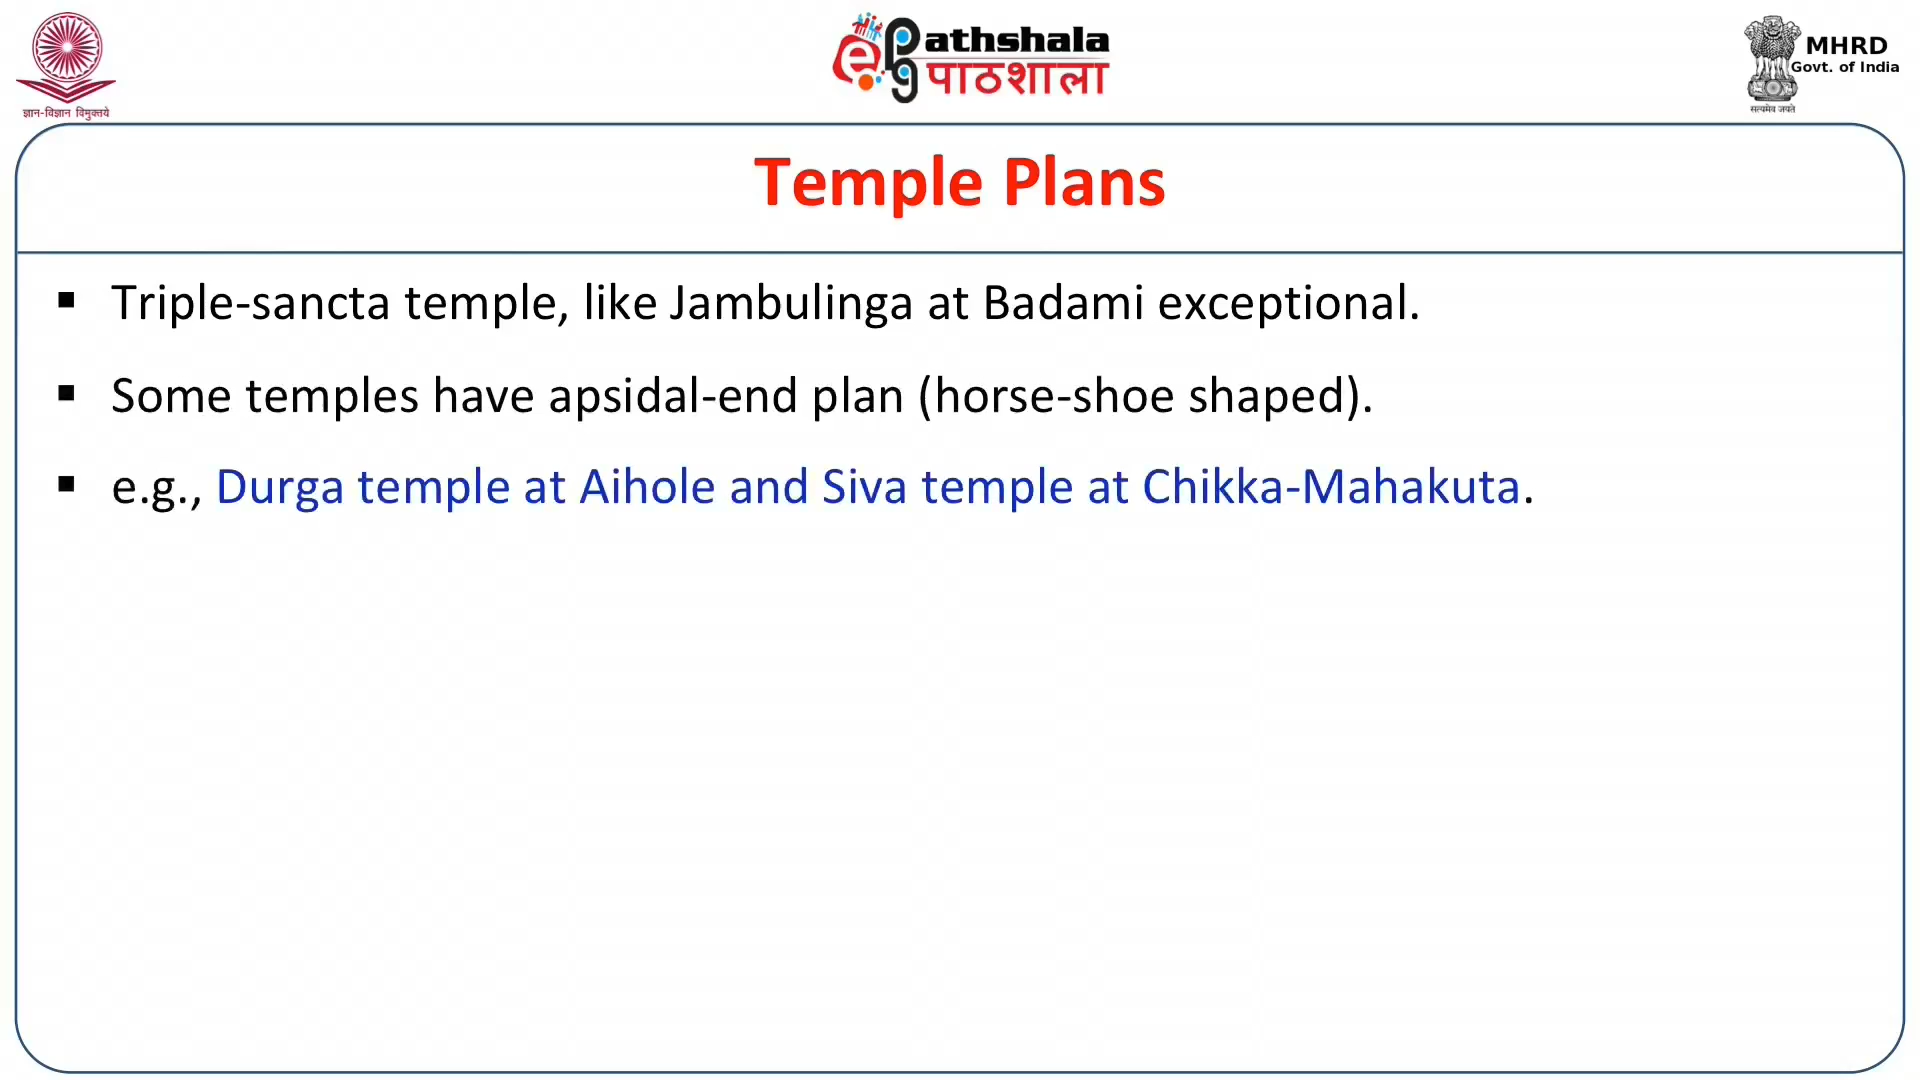 ज्ञान-विज्ञान विमुक्तये
ePG Pathshala
पाठशाला
MHRD
Govt. of India
सत्यमेव जयते
Temple Plans
▪ Triple-sancta temple, like Jambulinga at Badami exceptional.
▪ Some temples have apsidal-end plan (horse-shoe shaped).
▪ e.g., Durga temple at Aihole and Siva temple at Chikka-Mahakuta.